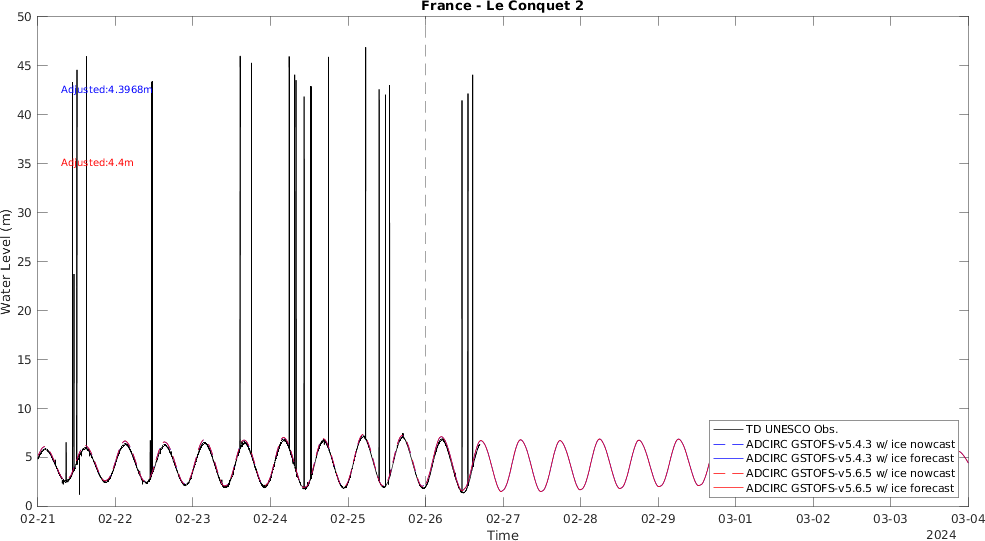 France - Le Conquet 2
Water Level (m)
50
45
40
35
30
25
20
15
10
5
0
Adjusted:4.3968m
Adjusted:4.4m
TD UNESCO Obs.
ADCIRC GSTOFS-v5.4.3 w/ ice nowcast
ADCIRC GSTOFS-v5.4.3 w/ ice forecast
ADCIRC GSTOFS-v5.6.5 w/ ice nowcast
ADCIRC GSTOFS-v5.6.5 w/ ice forecast
02-21 02-22 02-23 02-24 02-25 02-26 02-27 02-28 02-29 03-01 03-02 03-03 03-04
Time
2024